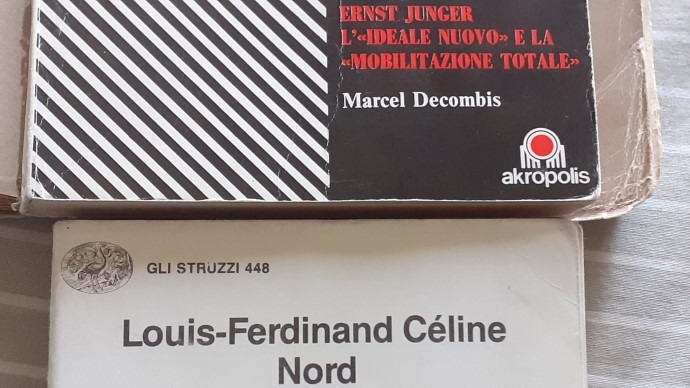 ERNST JUNGER
L'«IDEALE NUOVO» E LA
«MOBILITAZIONE TOTALE»
Marcel Decombis
akropolis
GLI STRUZZI 448
Louis-Ferdinand Céline
Nord